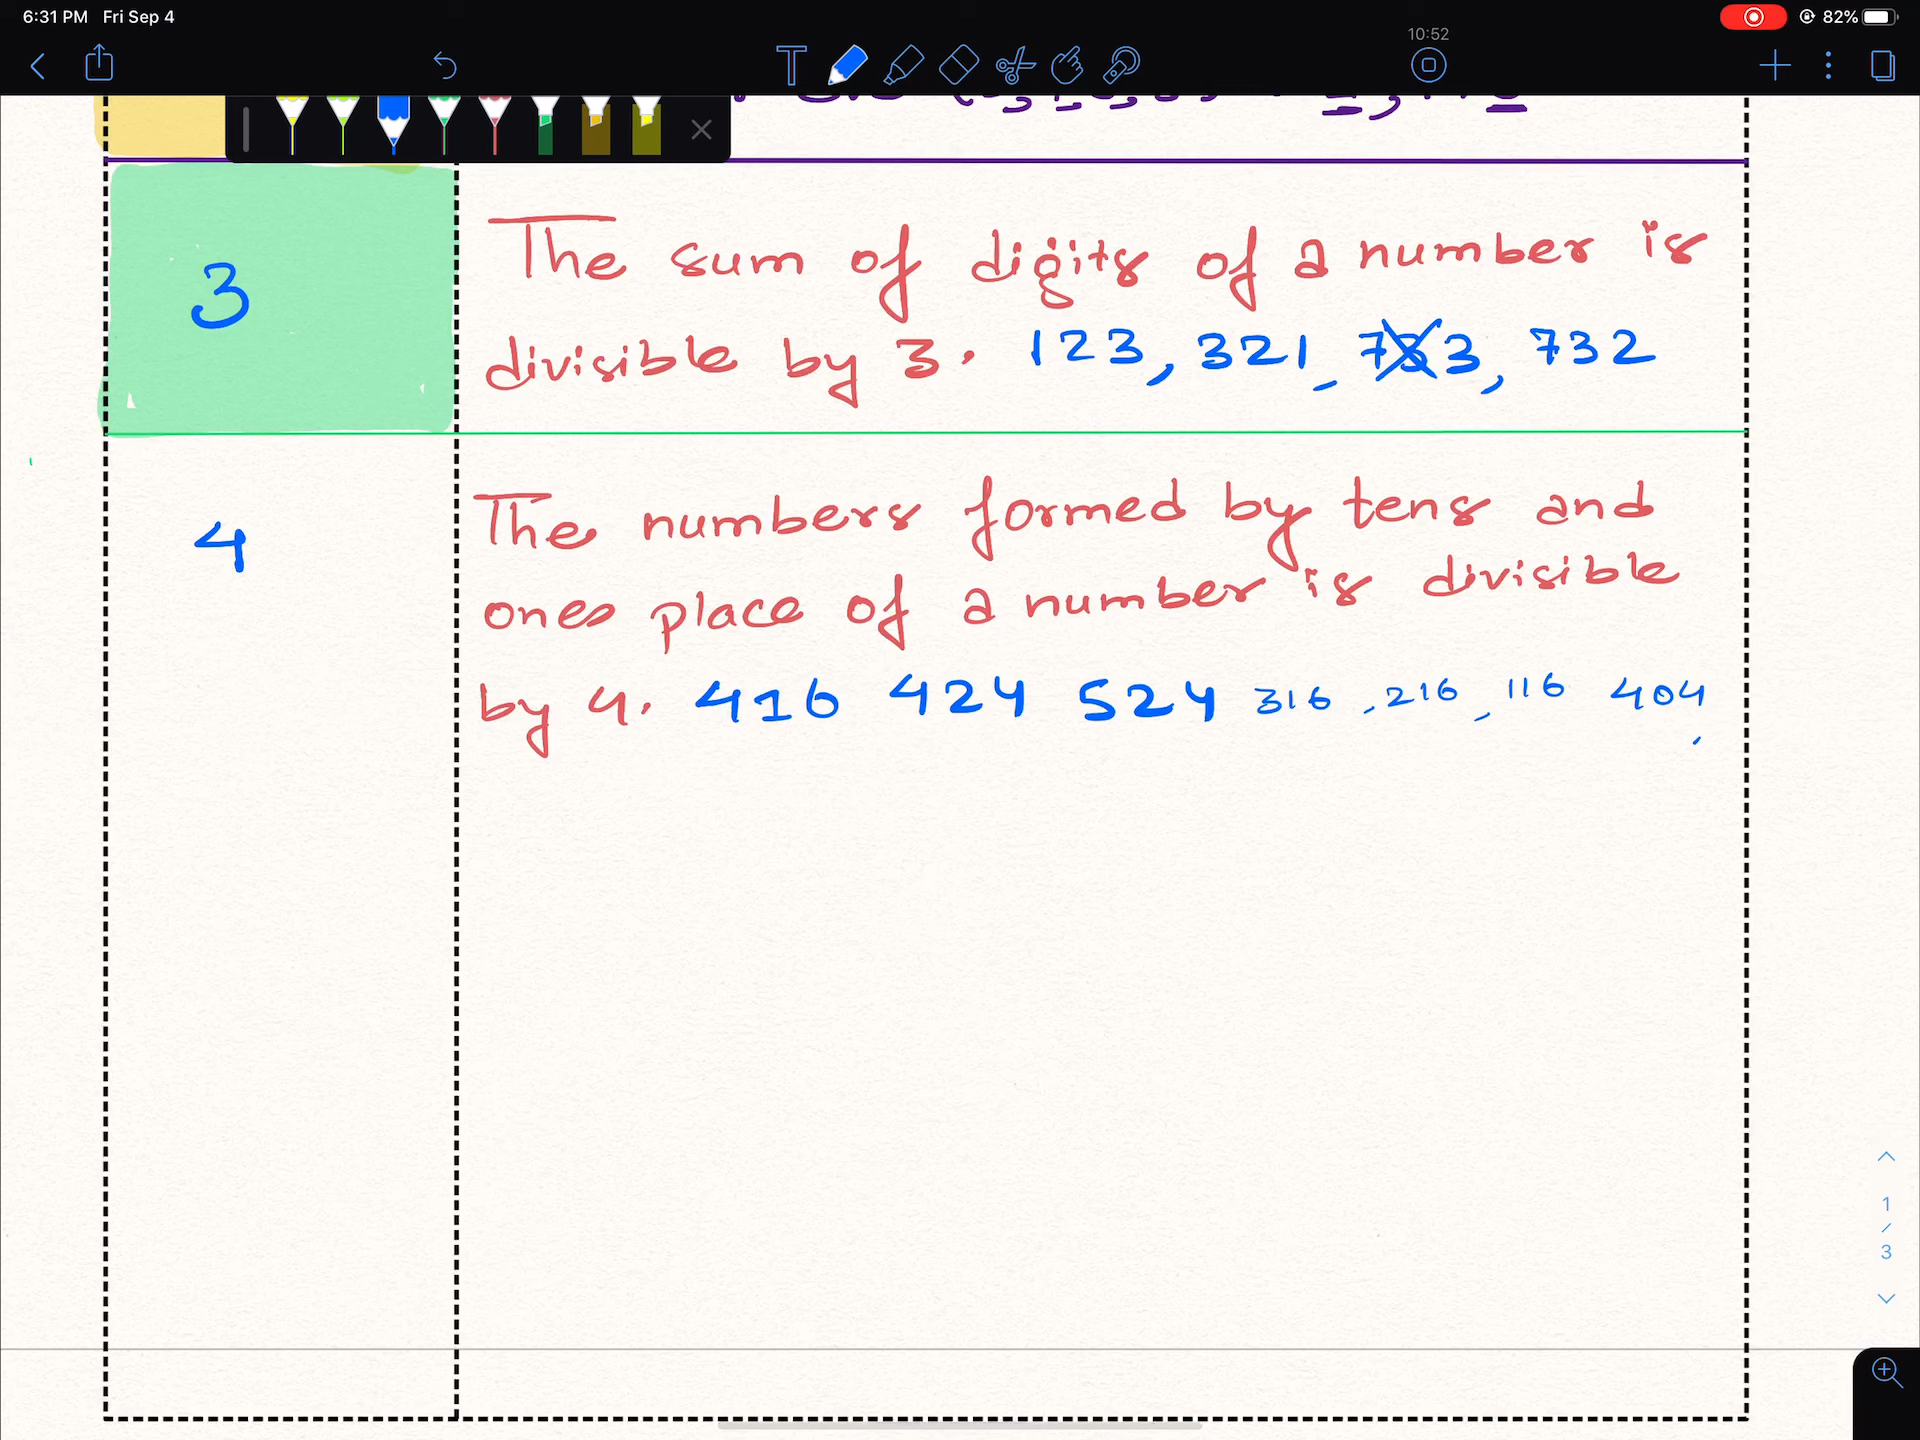 6:31 PM Fri Sep 4
82%
10:52
3
The sum of digits of a number is
divisible by 3. 123, 321, 3, 732
4
The numbers formed by tens and
ones place of a number is divisible
by 4. 416 424 524 316, 216, 116 404,
1
/
3